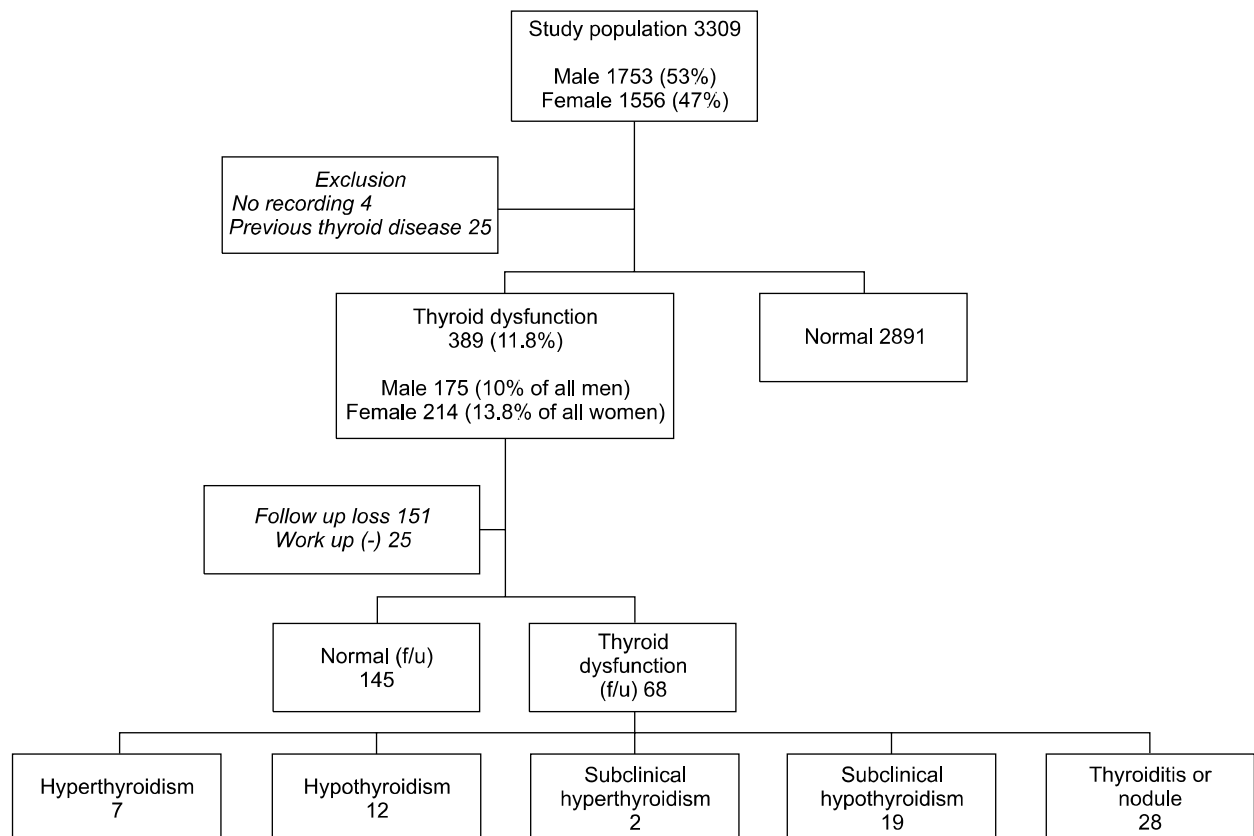 Study population 3309
Male 1753 (53%)
Female 1556 (47%)
Exclusion
No recording 4
Previous thyroid disease 25
Thyroid dysfunction
389 (11.8%)
Male 175 (10% of all men)
Female 214 (13.8% of all women)
Normal 2891
Follow up loss 151
Work up (-) 25
Normal (f/u)
145
Thyroid
dysfunction
(f/u) 68
Hyperthyroidism
7
Hypothyroidism
12
Subclinical
hyperthyroidism
2
Subclinical
hypothyroidism
19
Thyroiditis or
nodule
28